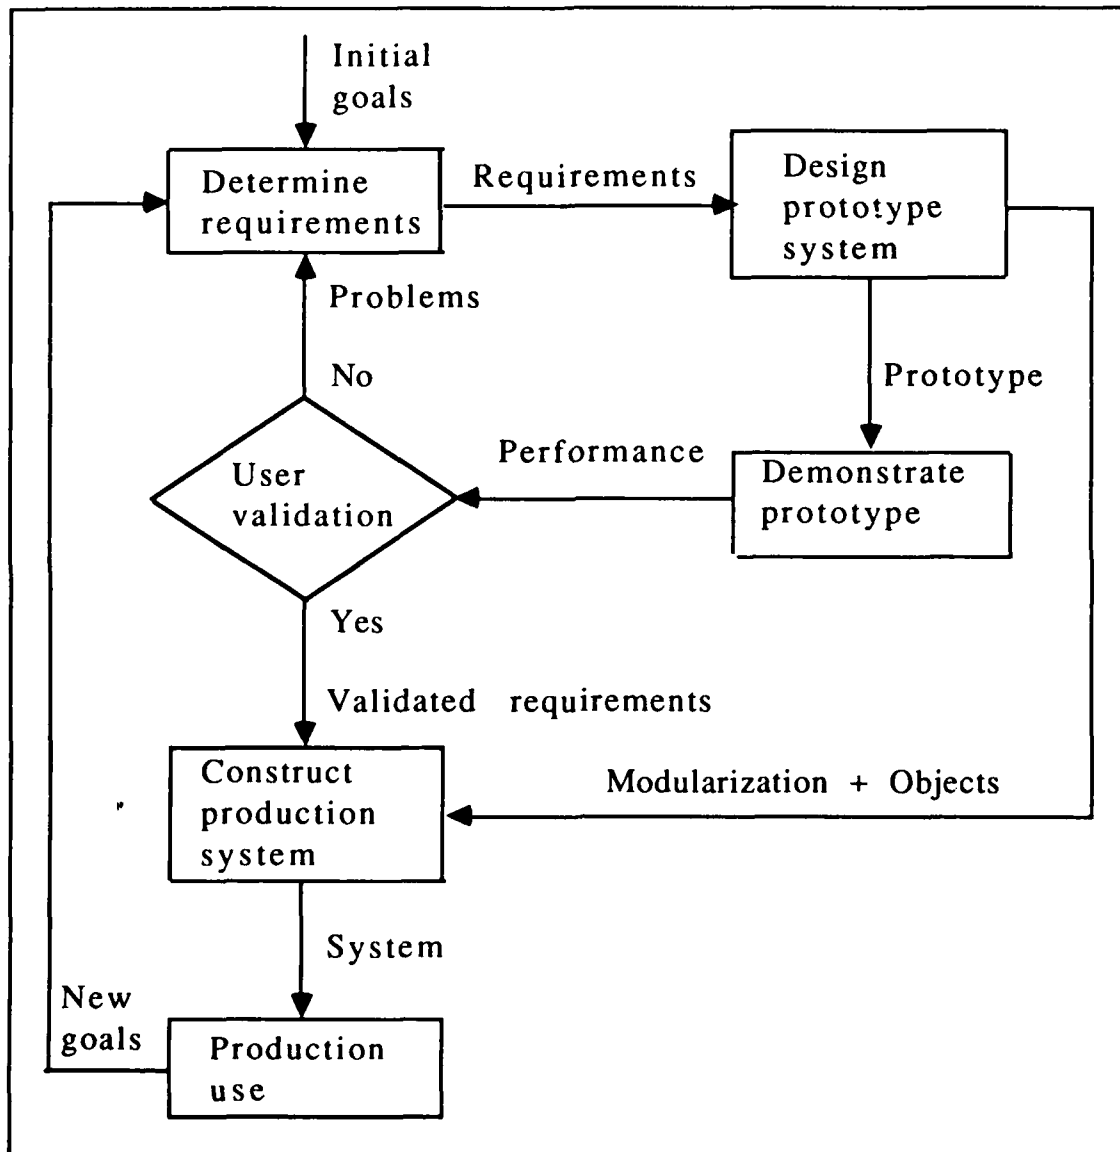 Initial
goals
Determine
requirements
Requirements
Design
prototype
system
Problems
No
Prototype
User
validation
Performance
Demonstrate
prototype
Yes
Validated requirements
Construct
production
system
Modularization + Objects
System
New
goals
Production
use